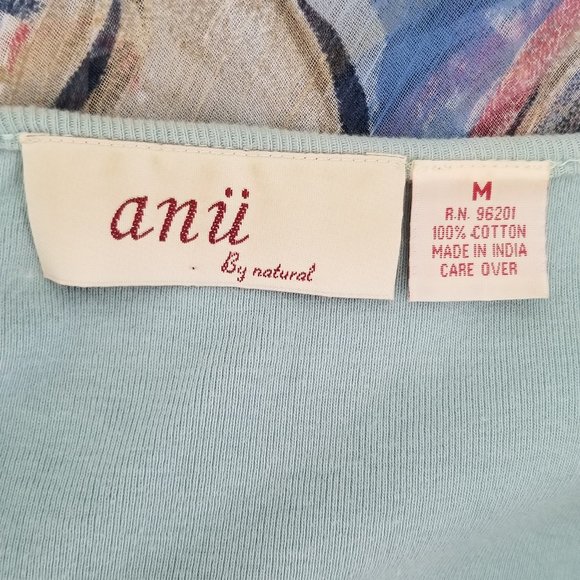 anü
By natural
M
R.N. 96201
100% COTTON
MADE IN INDIA
CARE OVER